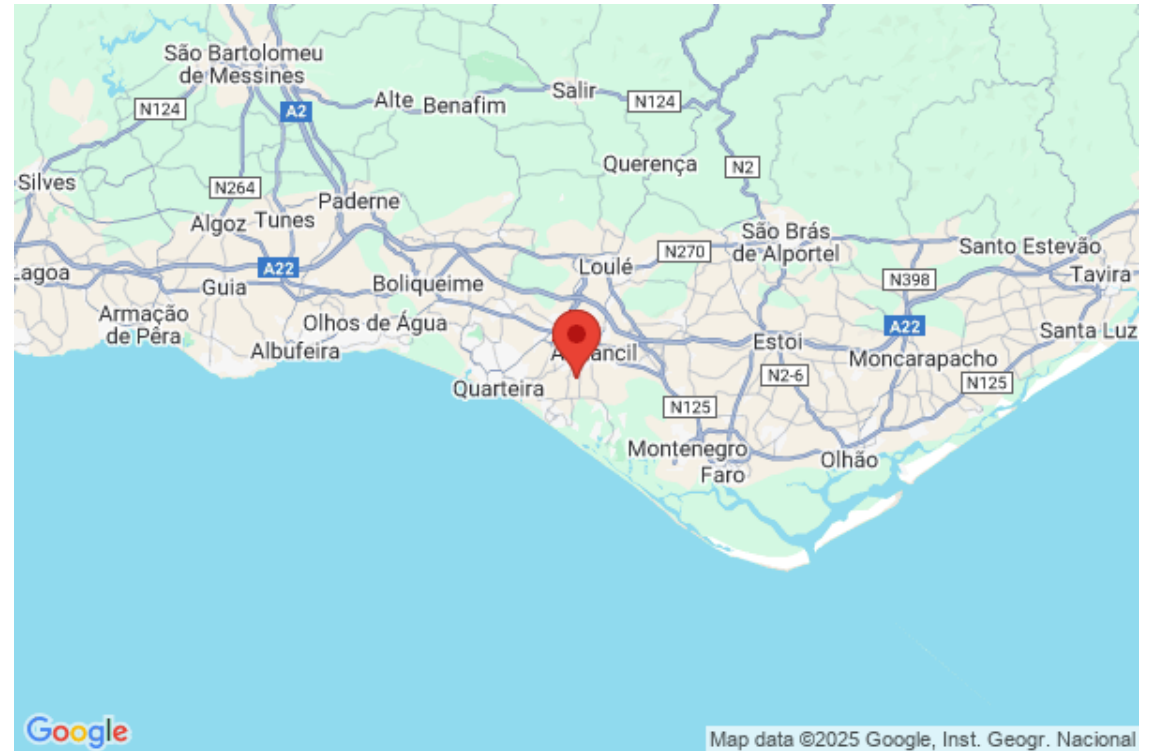 São Bartolomeu
de Messines
N124
A2
Alte
Benafim
Salir
N124
Querença
N2
Silves
N264
Paderne
Algoz
Tunes
São Brás
de Alportel
N270
Santo Estevão
Loulé
A22
Lagoa
Guia
Boliqueime
N398
Tavira
Armação
de Pêra
Olhos de Água
Albufeira
A22
Santa Luz
Estoi
Moncarapacho
Quarteira
N2-6
N125
N125
Montenegro
Faro
Olhão
Google
Map data ©2025 Google, Inst. Geogr. Nacional